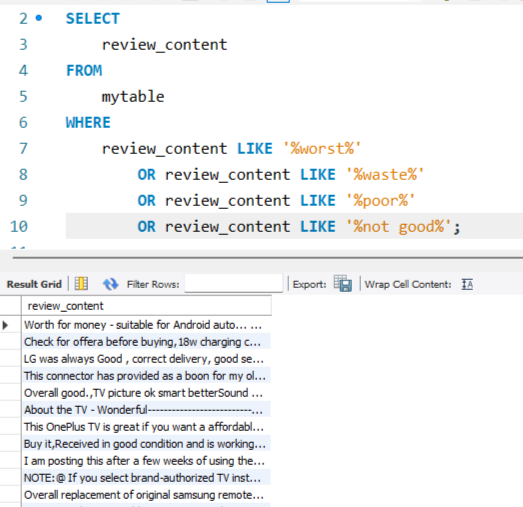 2 SELECT
3 review_content
4 FROM
5 mytable
6 WHERE
7 review_content LIKE '%worst%'
8 OR review_content LIKE '%waste%'
9 OR review_content LIKE '%poor%'
10 OR review_content LIKE '%not good%';
Result Grid Filter Rows: Export: Wrap Cell Content: IA
review_content
Worth for money - suitable for Android auto... ...
Check for offera before buying,18w charging c...
LG was always Good , correct delivery, good se...
This connector has provided as a boon for my ol...
Overall good.,TV picture ok smart betterSound ...
About the TV - Wonderful---------------------------...
This OnePlus TV is great if you want a affordabl...
Buy it,Received in good condition and is working...
I am posting this after a few weeks of using the...
NOTE:@ If you select brand-authorized TV inst...
Overall replacement of original samsung remote...